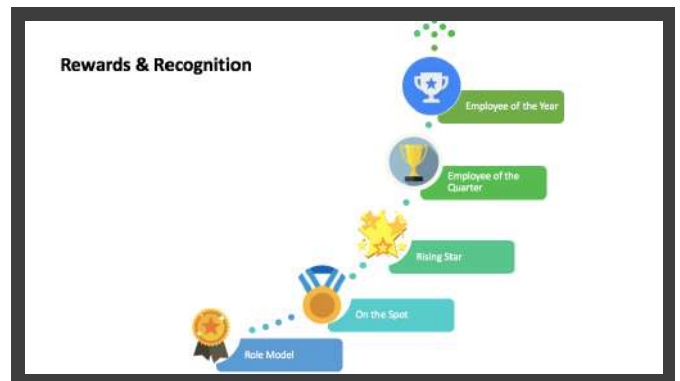 Rewards & Recognition
Employee of the Year
Employee of the
Quarter
Rising Star
On the Spot
Role Model